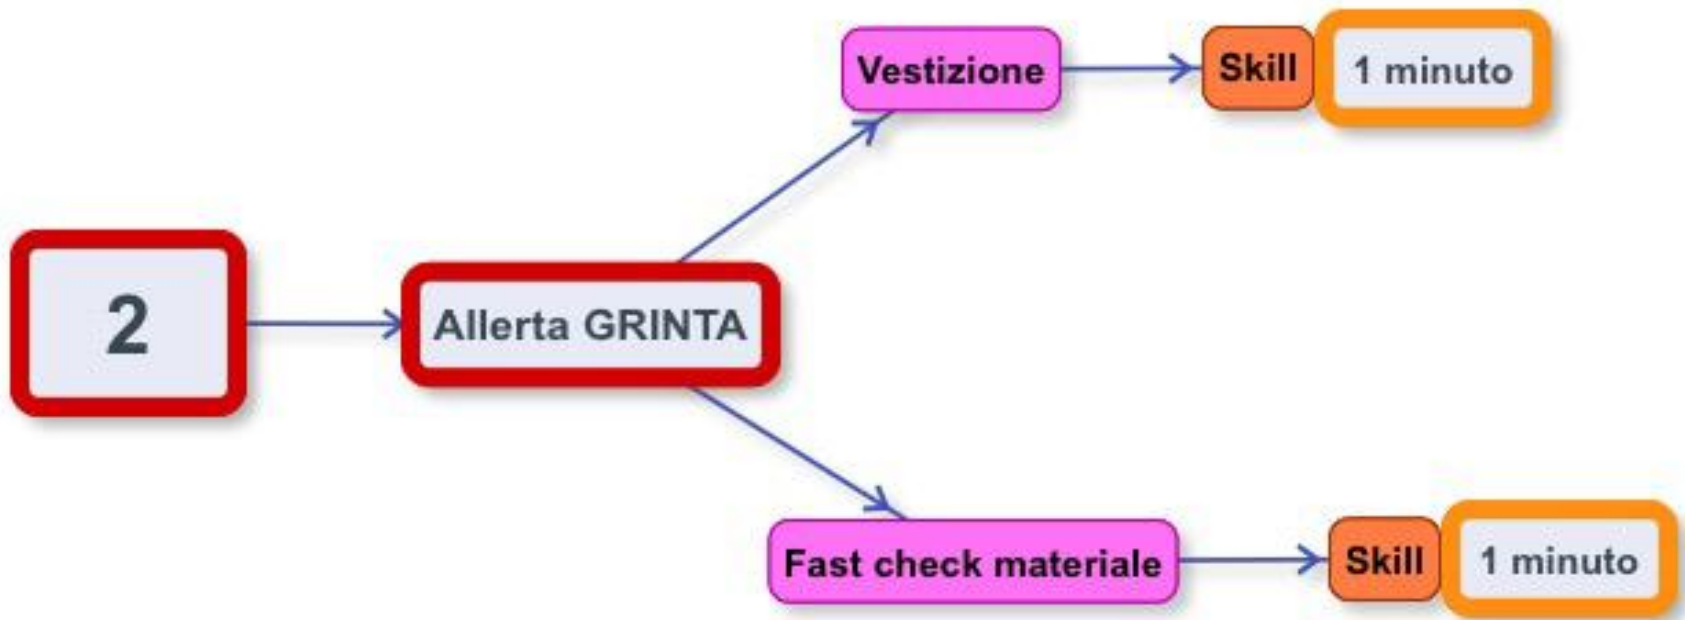 Vestizione
Skill
1 minuto
2
Allerta GRINTA
Fast check materiale
Skill
1 minuto